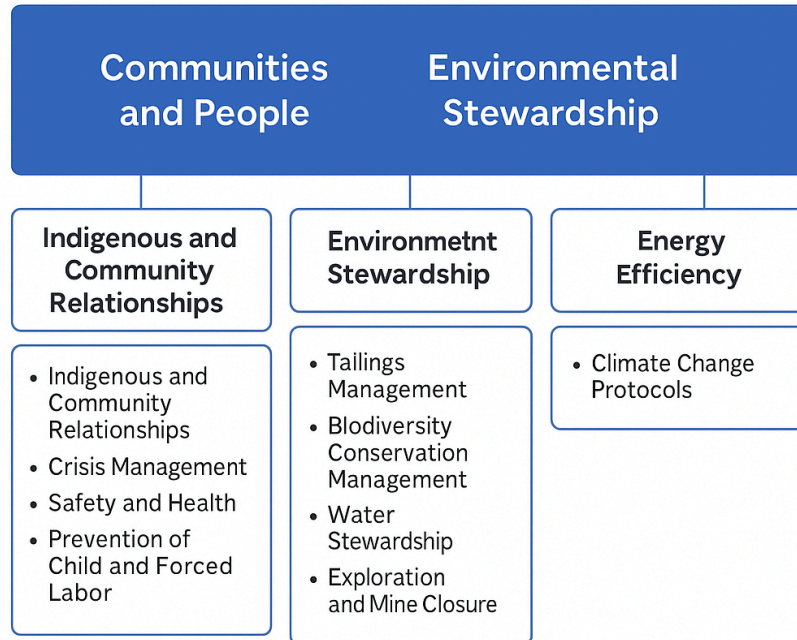 Communities
and People
Environmental
Stewardship
Indigenous and
Community
Relationships
Environmetnt
Stewardship
Energy
Efficiency
• Indigenous and
Community
Relationships
• Crisis Management
• Safety and Health
• Prevention of
Child and Forced
Labor
• Tailings
Management
• Blodiversity
Conservation
Management
• Water
Stewardship
• Exploration
and Mine Closure
• Climate Change
Protocols